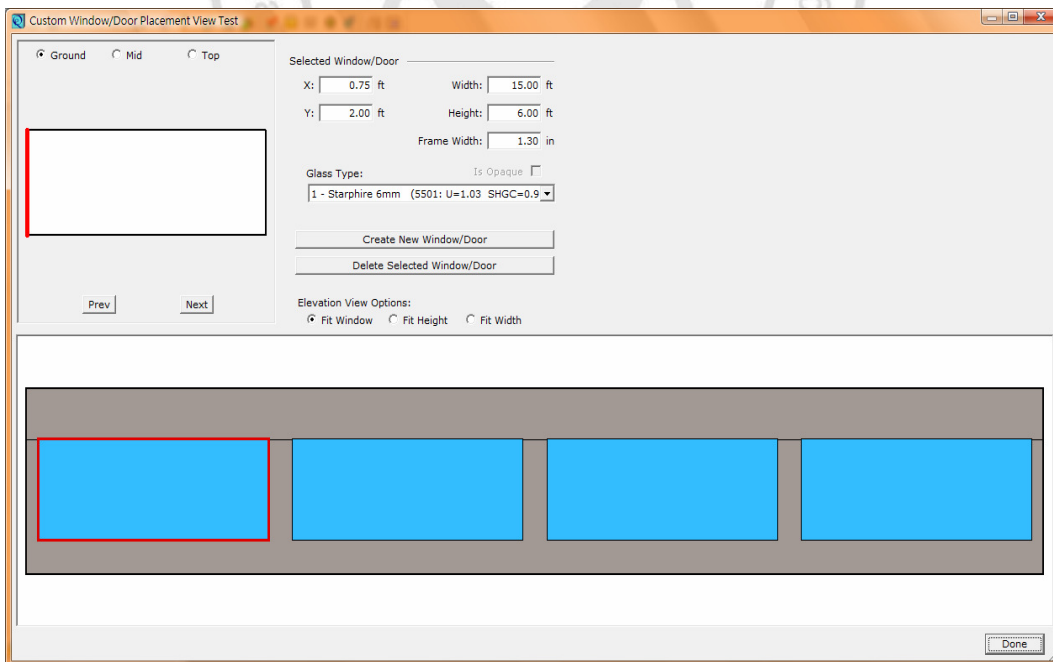 Custom Window/Door Placement View Test
Ground Mid Top
Prev Next
Selected Window/Door
X: 0.75 ft Width: 15.00 ft
Y: 2.00 ft Height: 6.00 ft
Frame Width: 1.30 in
Glass Type: Is Opaque
1 - Starphire 6mm (5501: U=1.03 SHGC=0.9
Create New Window/Door
Delete Selected Window/Door
Elevation View Options:
Fit Window Fit Height Fit Width
Done